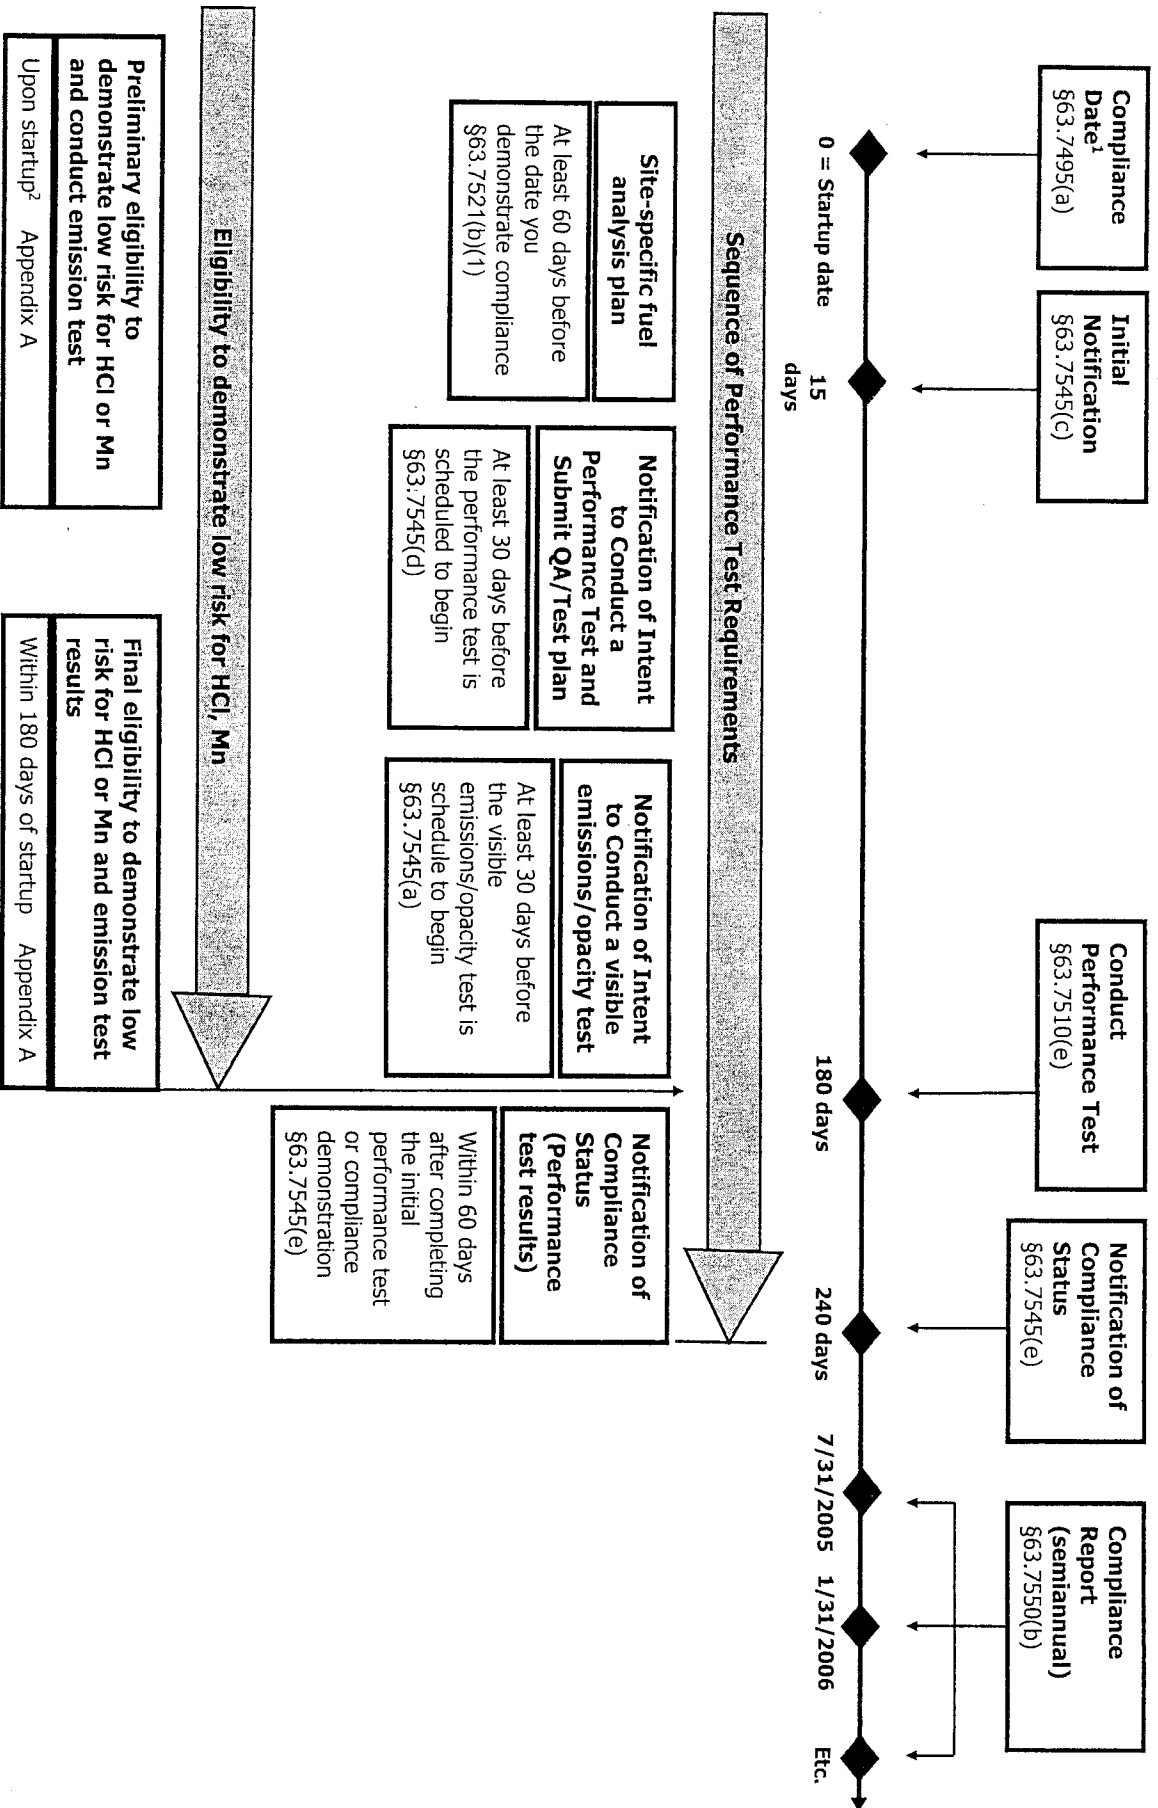 Compliance
Date¹
§63.7495(a)
Initial
Notification
§63.7545(c)
Conduct
Performance Test
§63.7510(e)
Notification of
Compliance
Status
§63.7545(e)
Compliance
Report
(semiannual)
§63.7550(b)
0 = Startup date
15
days
180 days
240 days
7/31/2005
1/31/2006
Etc.
Sequence of Performance Test Requirements
Site-specific fuel
analysis plan
At least 60 days before
the date you
demonstrate compliance
§63.7521(b)(1)
Notification of Intent
to Conduct a
Performance Test and
Submit QA/Test plan
At least 30 days before
the performance test is
scheduled to begin
§63.7545(d)
Notification of Intent
to Conduct a visible
emissions/opacity test
At least 30 days before
the visible
emissions/opacity test is
schedule to begin
§63.7545(a)
Notification of
Compliance
Status
(Performance
test results)
Within 60 days
after completing
the initial
performance test
or compliance
demonstration
§63.7545(e)
Eligibility to demonstrate low risk for HCl, Mn
Preliminary eligibility to
demonstrate low risk for HCl or Mn
and conduct emission test
Upon startup² Appendix A
Final eligibility to demonstrate low
risk for HCl or Mn and emission test
results
Within 180 days of startup Appendix A